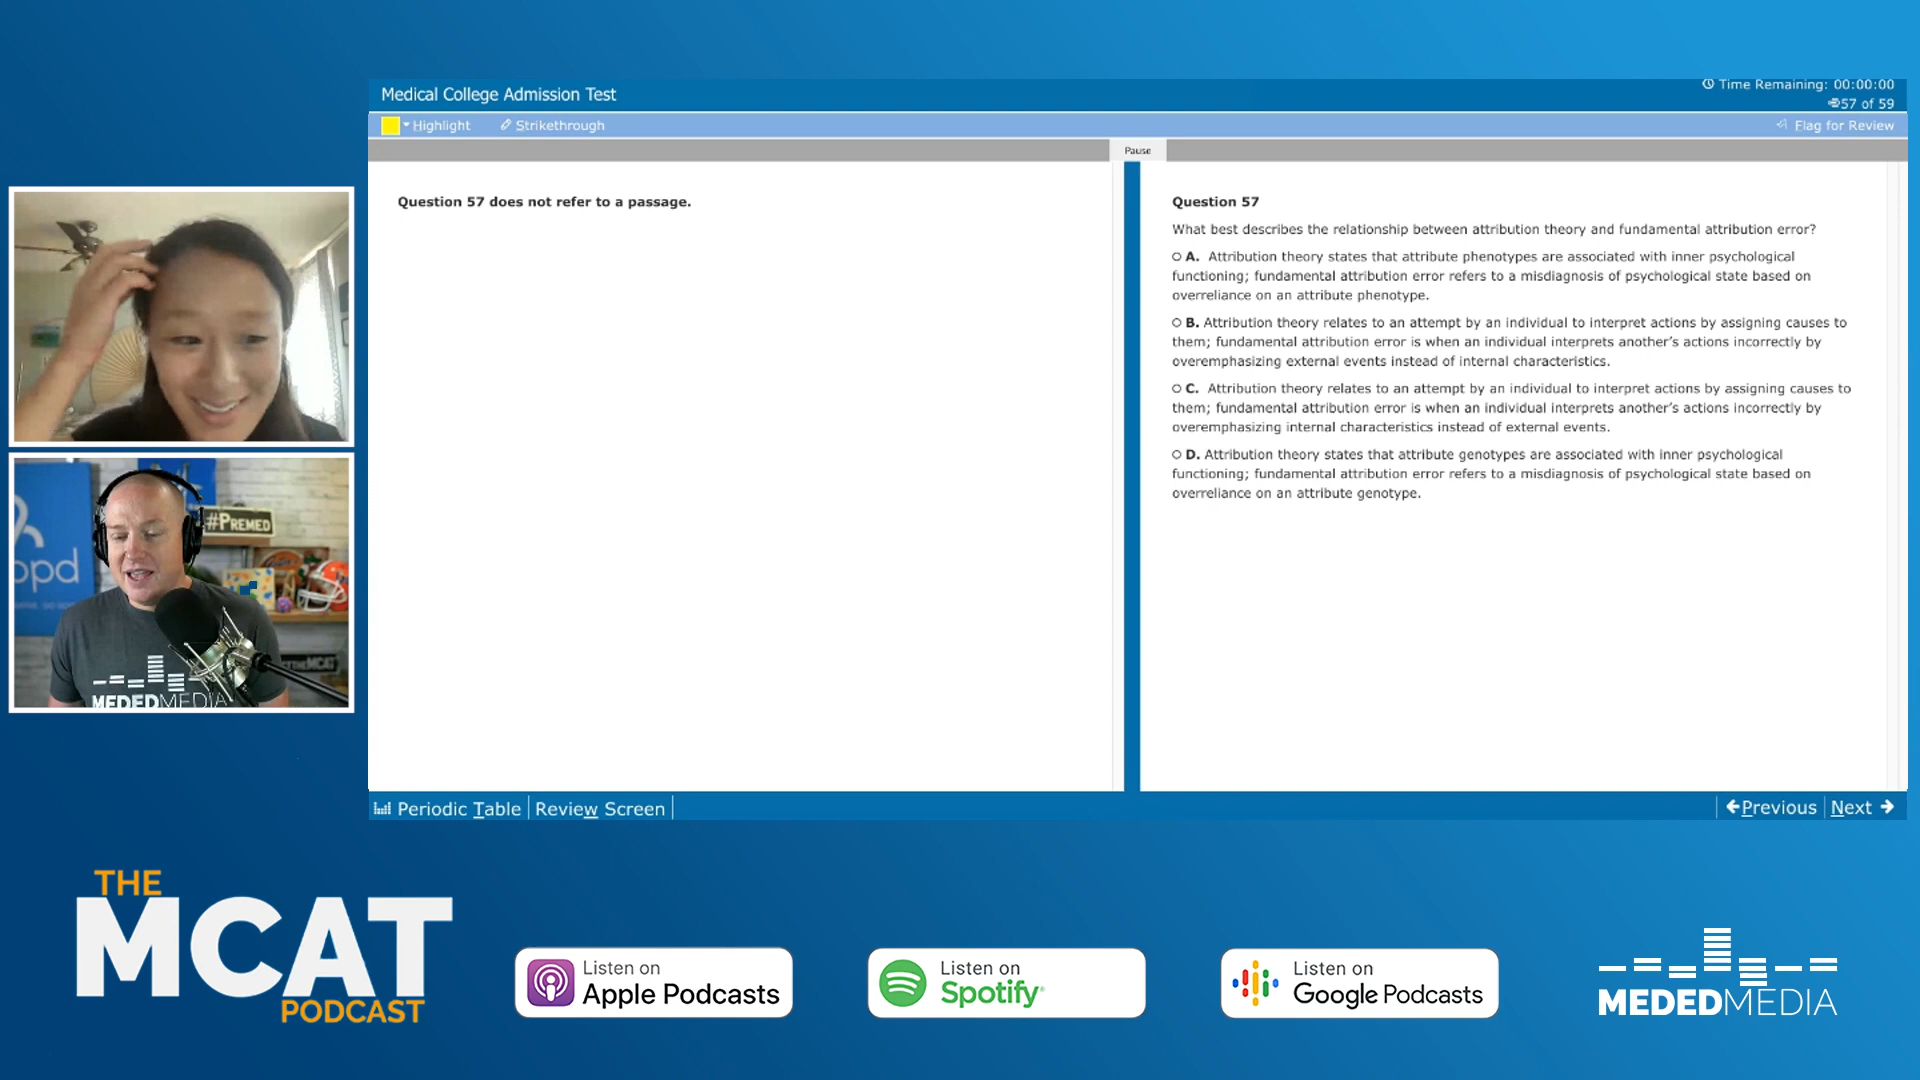 Medical College Admission Test
Time Remaining: 00:00:00
57 of 59
Highlight
Strikethrough
Flag for Review
Pause
Question 57 does not refer to a passage.
Question 57
What best describes the relationship between attribution theory and fundamental attribution error?
A. Attribution theory states that attribute phenotypes are associated with inner psychological
functioning; fundamental attribution error refers to a misdiagnosis of psychological state based on
overreliance on an attribute phenotype.
B. Attribution theory relates to an attempt by an individual to interpret actions by assigning causes to
them; fundamental attribution error is when an individual interprets another's actions incorrectly by
overemphasizing external events instead of internal characteristics.
C. Attribution theory relates to an attempt by an individual to interpret actions by assigning causes to
them; fundamental attribution error is when an individual interprets another's actions incorrectly by
overemphasizing internal characteristics instead of external events.
D. Attribution theory states that attribute genotypes are associated with inner psychological
functioning; fundamental attribution error refers to a misdiagnosis of psychological state based on
overreliance on an attribute genotype.
#PREMED
opd
MEDEDMEDIA
Periodic Table
Review Screen
Previous
Next
THE
MCAT
PODCAST
Listen on
Apple Podcasts
Listen on
Spotify
Listen on
Google Podcasts
MEDEDMEDIA